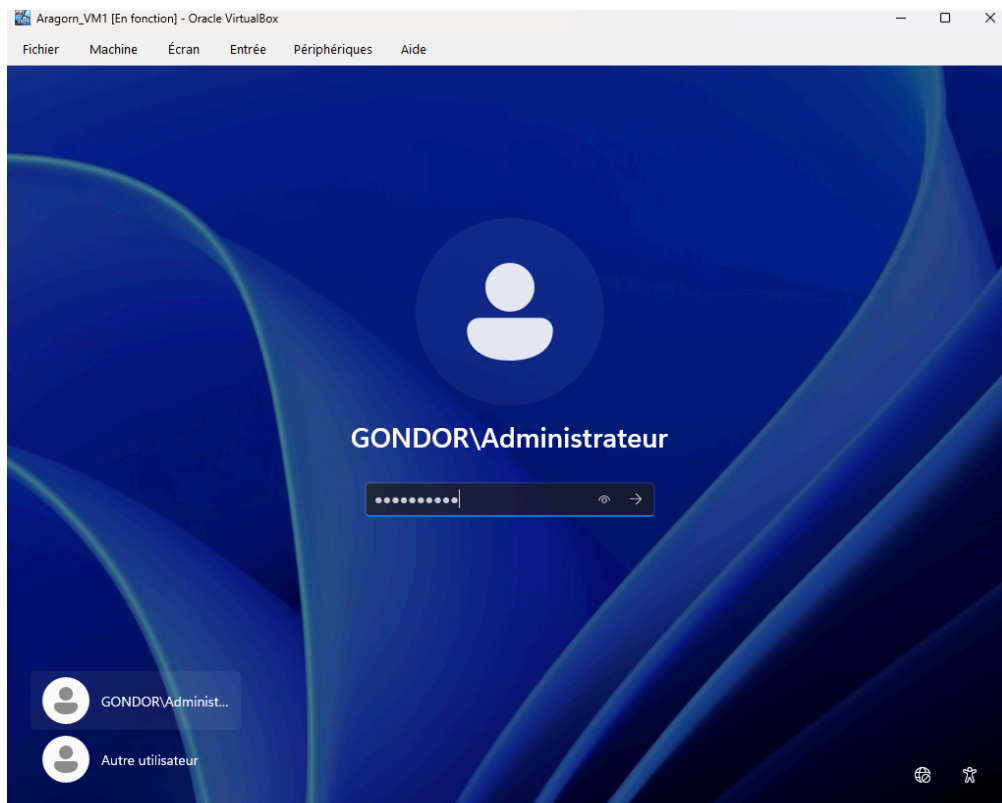 Aragorn_VM1 [En fonction] - Oracle VirtualBox
Fichier Machine Écran Entrée Périphériques Aide
GONDOR\Administrateur
GONDOR\Administ...
Autre utilisateur